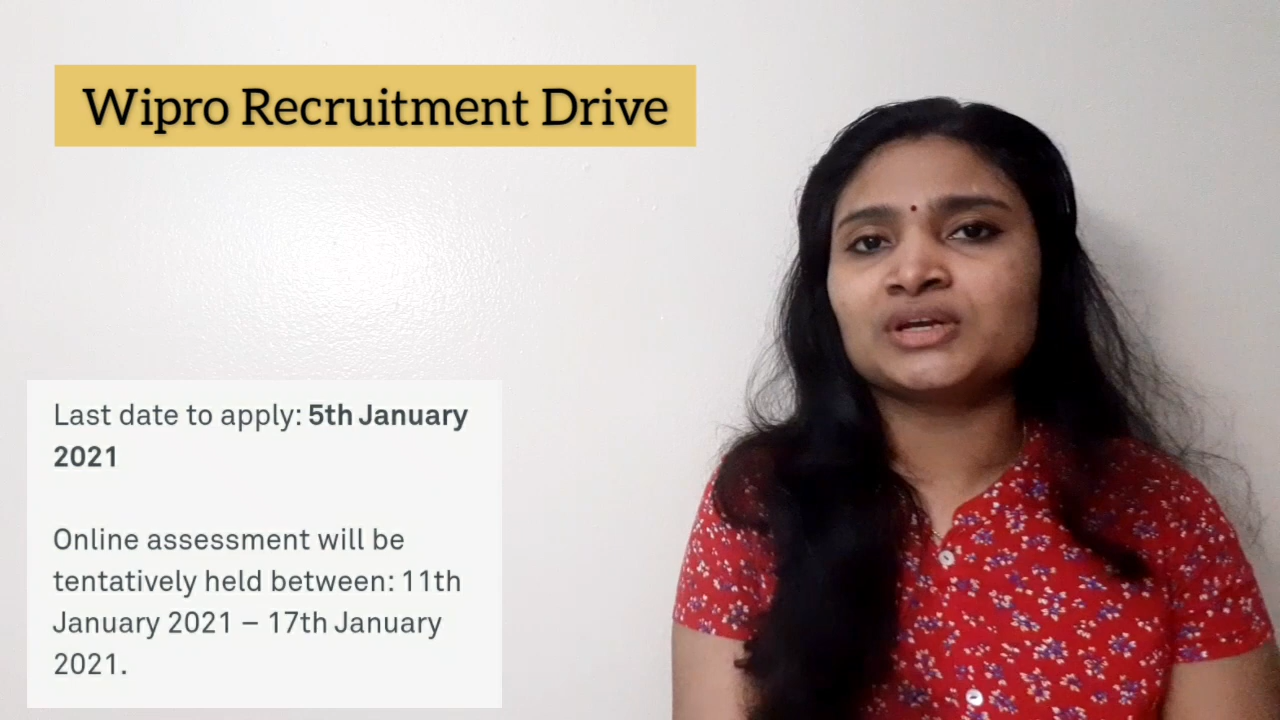 Wipro Recruitment Drive
Last date to apply: 5th January
2021
Online assessment will be
tentatively held between: 11th
January 2021 – 17th January
2021.